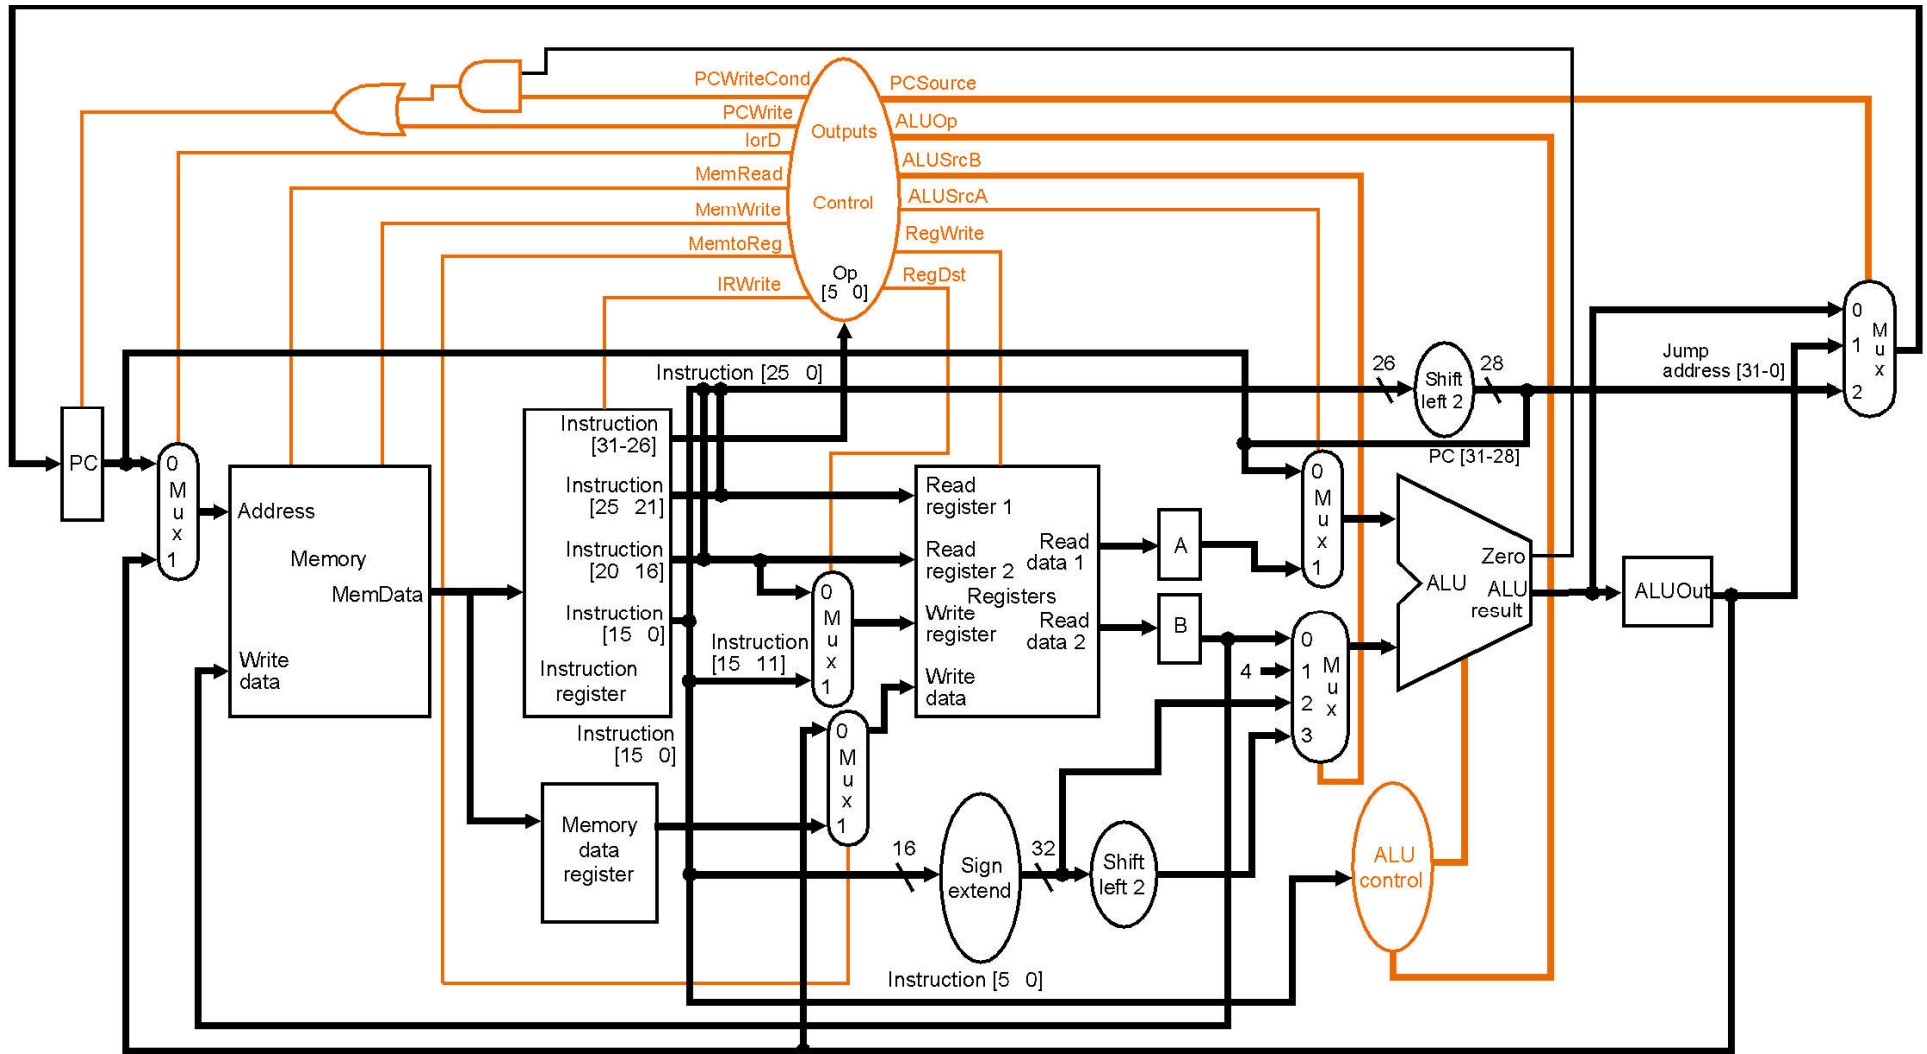 PCWriteCond
PCSource
PCWrite
ALUOp
Outputs
IorD
ALUSrcB
MemRead
ALUSrcA
Control
MemWrite
RegWrite
MemtoReg
RegDst
Op
[5 0]
IRWrite
0
M
u
x
1
2
Jump
address [31-0]
Instruction [25 0]
26
Shift
left 2
28
PC [31-28]
PC
0
M
u
x
1
Address
Memory
MemData
Write
data
Instruction
[31-26]
Instruction
[25 21]
Instruction
[20 16]
Instruction
[15 0]
Instruction
register
Instruction
[15 11]
0
M
u
x
1
Read
register 1
Read
register 2
Registers
Write
register
Write
data
Read
data 1
Read
data 2
A
B
0
M
u
x
1
0
4
1
M
u
x
2
3
Zero
ALU
ALU
result
ALUOut
Instruction
[15 0]
0
M
u
x
1
Memory
data
register
16
Sign
extend
32
Shift
left 2
ALU
control
Instruction [5 0]